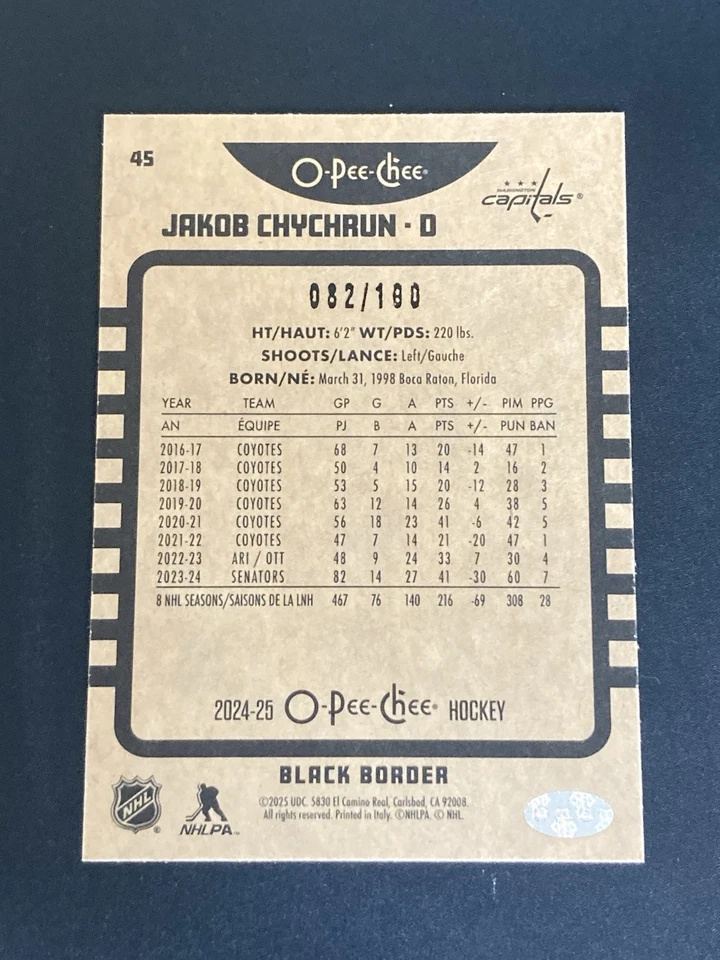 45
O-Pee-Chee®
WASHINGTON
capitals®
JAKOB CHYCHRUN · D
082/100
HT/HAUT: 6'2" WT/PDS: 220 lbs.
SHOOTS/LANCE: Left/Gauche
BORN/NÉ: March 31, 1998 Boca Raton, Florida
YEAR TEAM GP G A PTS +/- PIM PPG
AN ÉQUIPE PJ B A PTS +/- PUN BAN
2016-17 COYOTES 68 7 13 20 -14 47 1
2017-18 COYOTES 50 4 10 14 2 16 2
2018-19 COYOTES 53 5 15 20 -12 28 3
2019-20 COYOTES 63 12 14 26 4 38 5
2020-21 COYOTES 56 18 23 41 -6 42 5
2021-22 COYOTES 47 7 14 21 -20 47 1
2022-23 ARI / OTT 48 9 24 33 7 30 4
2023-24 SENATORS 82 14 27 41 -30 60 7
8 NHL SEASONS/SAISONS DE LA LNH 467 76 140 216 -69 308 28
2024-25 O-Pee-Chee® HOCKEY
BLACK BORDER
NHL
NHLPA™
©2025 UDC. 5830 El Camino Real, Carlsbad, CA 92008.
All rights reserved. Printed in Italy. ©NHLPA. © NHL.